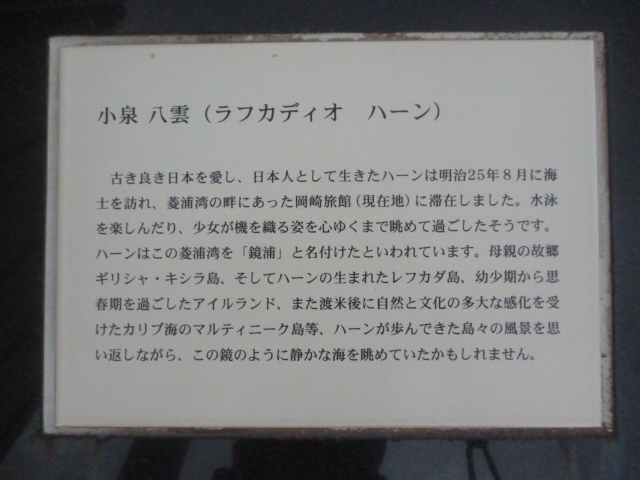 小泉 八雲（ラフカディオ　ハーン）
　古き良き日本を愛し、日本人として生きたハーンは明治25年８月に海
士を訪れ、菱浦湾の畔にあった岡崎旅館（現在地）に滞在しました。水泳
を楽しんだり、少女が機を織る姿を心ゆくまで眺めて過ごしたそうです。
ハーンはこの菱浦湾を「鏡浦」と名付けたといわれています。母親の故郷
ギリシャ・キシラ島、そしてハーンの生まれたレフカダ島、幼少期から思
春期を過ごしたアイルランド、また渡米後に自然と文化の多大な感化を受
けたカリブ海のマルティニーク島等、ハーンが歩んできた島々の風景を思
い返しながら、この鏡のように静かな海を眺めていたかもしれません。